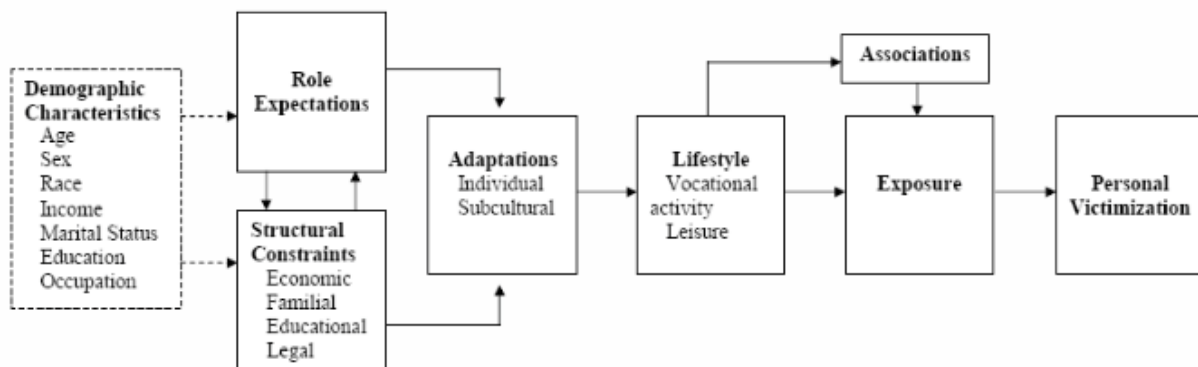 Demographic
Characteristics
Age
Sex
Race
Income
Marital Status
Education
Occupation
Role
Expectations
Structural
Constraints
Economic
Familial
Educational
Legal
Adaptations
Individual
Subcultural
Lifestyle
Vocational
activity
Leisure
Associations
Exposure
Personal
Victimization